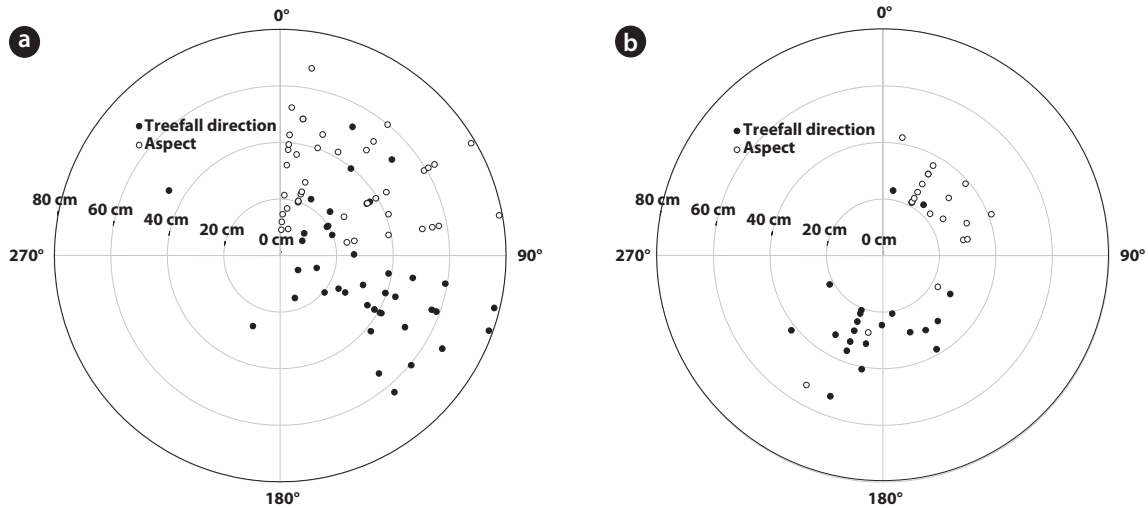 a
0°
Treefall direction
Aspect
80 cm
60 cm
40 cm
20 cm
0 cm
270°
90°
180°
b
0°
Treefall direction
Aspect
80 cm
60 cm
40 cm
20 cm
0 cm
270°
90°
180°